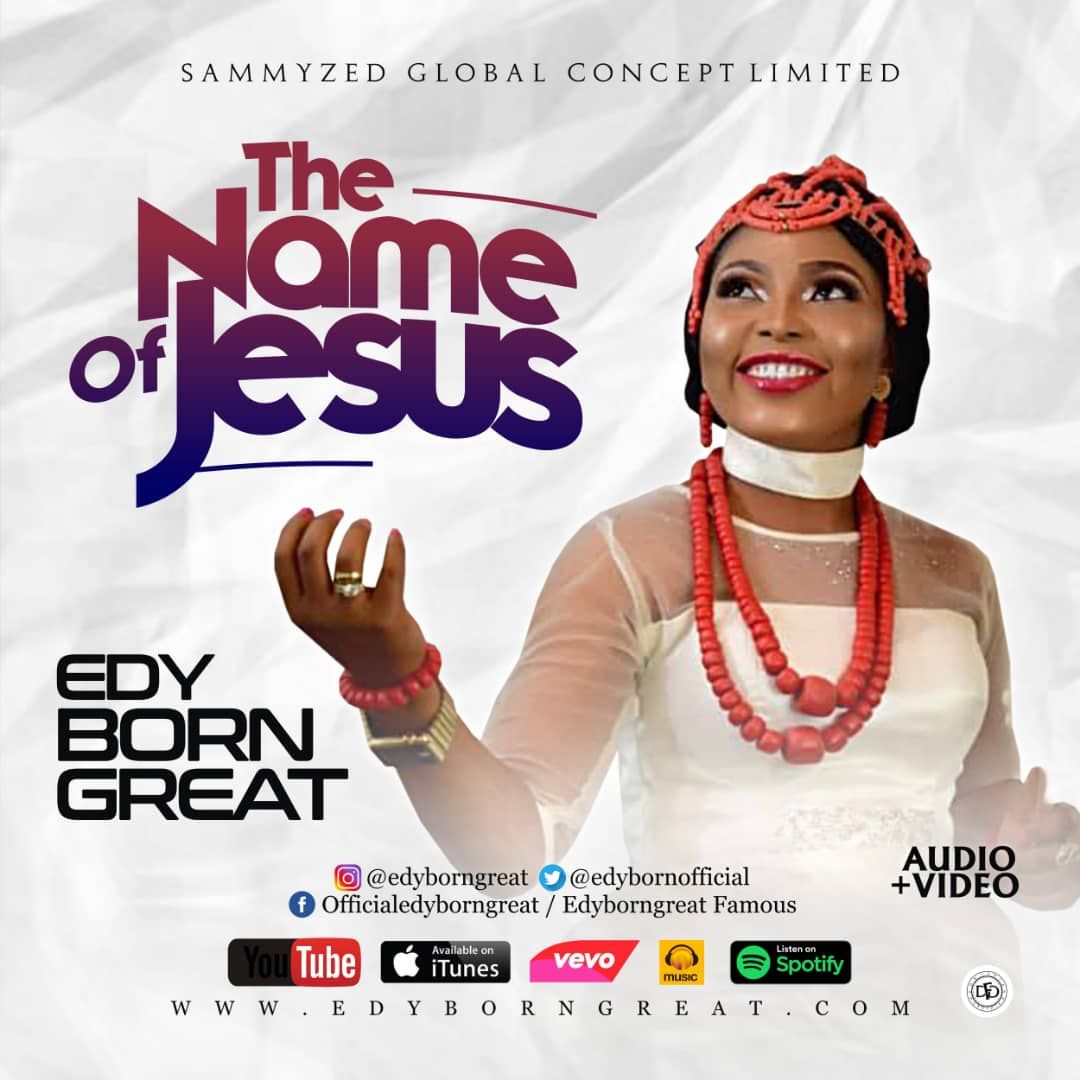 SAMMYZED GLOBAL CONCEPT LIMITED
The
Name
Of Jesus
EDY
BORN
GREAT
AUDIO
+VIDEO
@edyborngreat @edybornofficial
Officialedyborngreat / Edyborngreat Famous
YouTube Available on iTunes vevo music Listen on Spotify
WWW.EDYBORNGREAT.COM